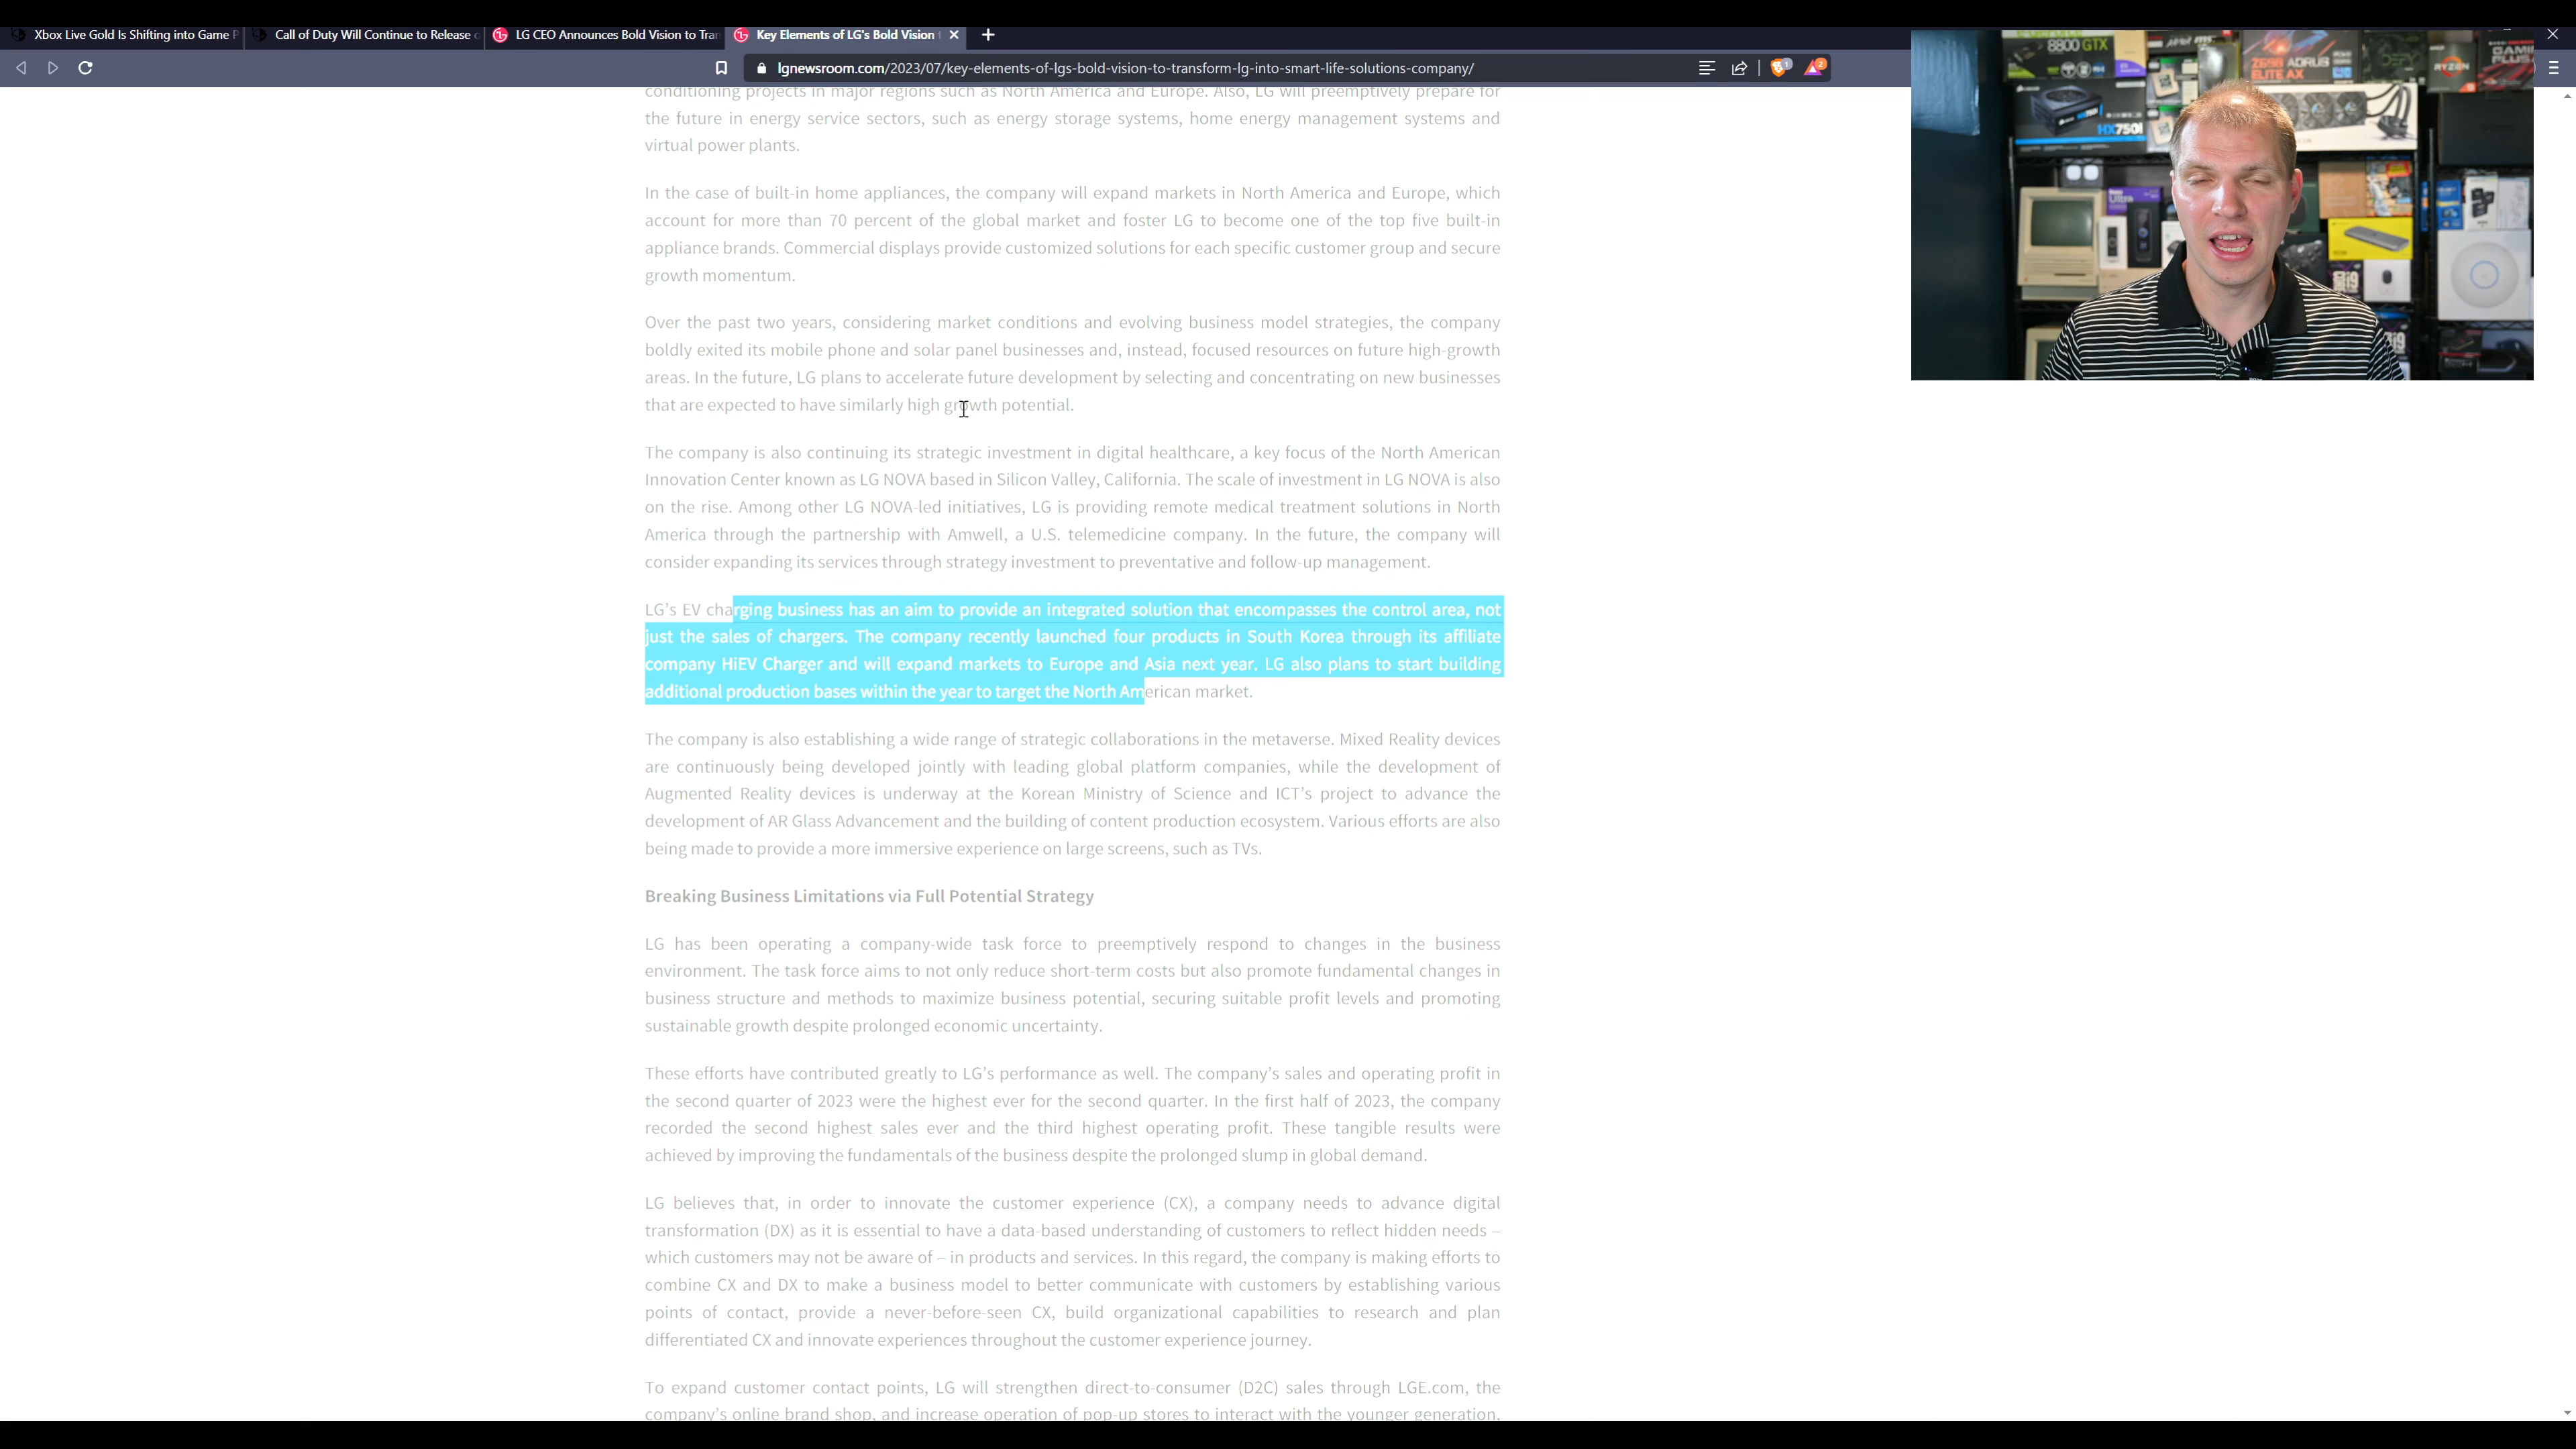 Xbox Live Gold Is Shifting into Game P
Call of Duty Will Continue to Release o
LG CEO Announces Bold Vision to Tran
Key Elements of LG's Bold Vision t
lgnewsroom.com/2023/07/key-elements-of-lgs-bold-vision-to-transform-lg-into-smart-life-solutions-company/
1
2
8800 GTX
Z690 AORUS
ELITE AX
RYZEN
HX750i
conditioning projects in major regions such as North America and Europe. Also, LG will preemptively prepare for
the future in energy service sectors, such as energy storage systems, home energy management systems and
virtual power plants.
In the case of built-in home appliances, the company will expand markets in North America and Europe, which
account for more than 70 percent of the global market and foster LG to become one of the top five built-in
appliance brands. Commercial displays provide customized solutions for each specific customer group and secure
growth momentum.
Over the past two years, considering market conditions and evolving business model strategies, the company
boldly exited its mobile phone and solar panel businesses and, instead, focused resources on future high-growth
areas. In the future, LG plans to accelerate future development by selecting and concentrating on new businesses
that are expected to have similarly high growth potential.
The company is also continuing its strategic investment in digital healthcare, a key focus of the North American
Innovation Center known as LG NOVA based in Silicon Valley, California. The scale of investment in LG NOVA is also
on the rise. Among other LG NOVA-led initiatives, LG is providing remote medical treatment solutions in North
America through the partnership with Amwell, a U.S. telemedicine company. In the future, the company will
consider expanding its services through strategy investment to preventative and follow-up management.
LG's EV charging business has an aim to provide an integrated solution that encompasses the control area, not
just the sales of chargers. The company recently launched four products in South Korea through its affiliate
company HiEV Charger and will expand markets to Europe and Asia next year. LG also plans to start building
additional production bases within the year to target the North American market.
The company is also establishing a wide range of strategic collaborations in the metaverse. Mixed Reality devices
are continuously being developed jointly with leading global platform companies, while the development of
Augmented Reality devices is underway at the Korean Ministry of Science and ICT's project to advance the
development of AR Glass Advancement and the building of content production ecosystem. Various efforts are also
being made to provide a more immersive experience on large screens, such as TVs.
Breaking Business Limitations via Full Potential Strategy
LG has been operating a company-wide task force to preemptively respond to changes in the business
environment. The task force aims to not only reduce short-term costs but also promote fundamental changes in
business structure and methods to maximize business potential, securing suitable profit levels and promoting
sustainable growth despite prolonged economic uncertainty.
These efforts have contributed greatly to LG's performance as well. The company's sales and operating profit in
the second quarter of 2023 were the highest ever for the second quarter. In the first half of 2023, the company
recorded the second highest sales ever and the third highest operating profit. These tangible results were
achieved by improving the fundamentals of the business despite the prolonged slump in global demand.
LG believes that, in order to innovate the customer experience (CX), a company needs to advance digital
transformation (DX) as it is essential to have a data-based understanding of customers to reflect hidden needs –
which customers may not be aware of – in products and services. In this regard, the company is making efforts to
combine CX and DX to make a business model to better communicate with customers by establishing various
points of contact, provide a never-before-seen CX, build organizational capabilities to research and plan
differentiated CX and innovate experiences throughout the customer experience journey.
To expand customer contact points, LG will strengthen direct-to-consumer (D2C) sales through LGE.com, the
company's online brand shop, and increase operation of pop-up stores to interact with the younger generation,